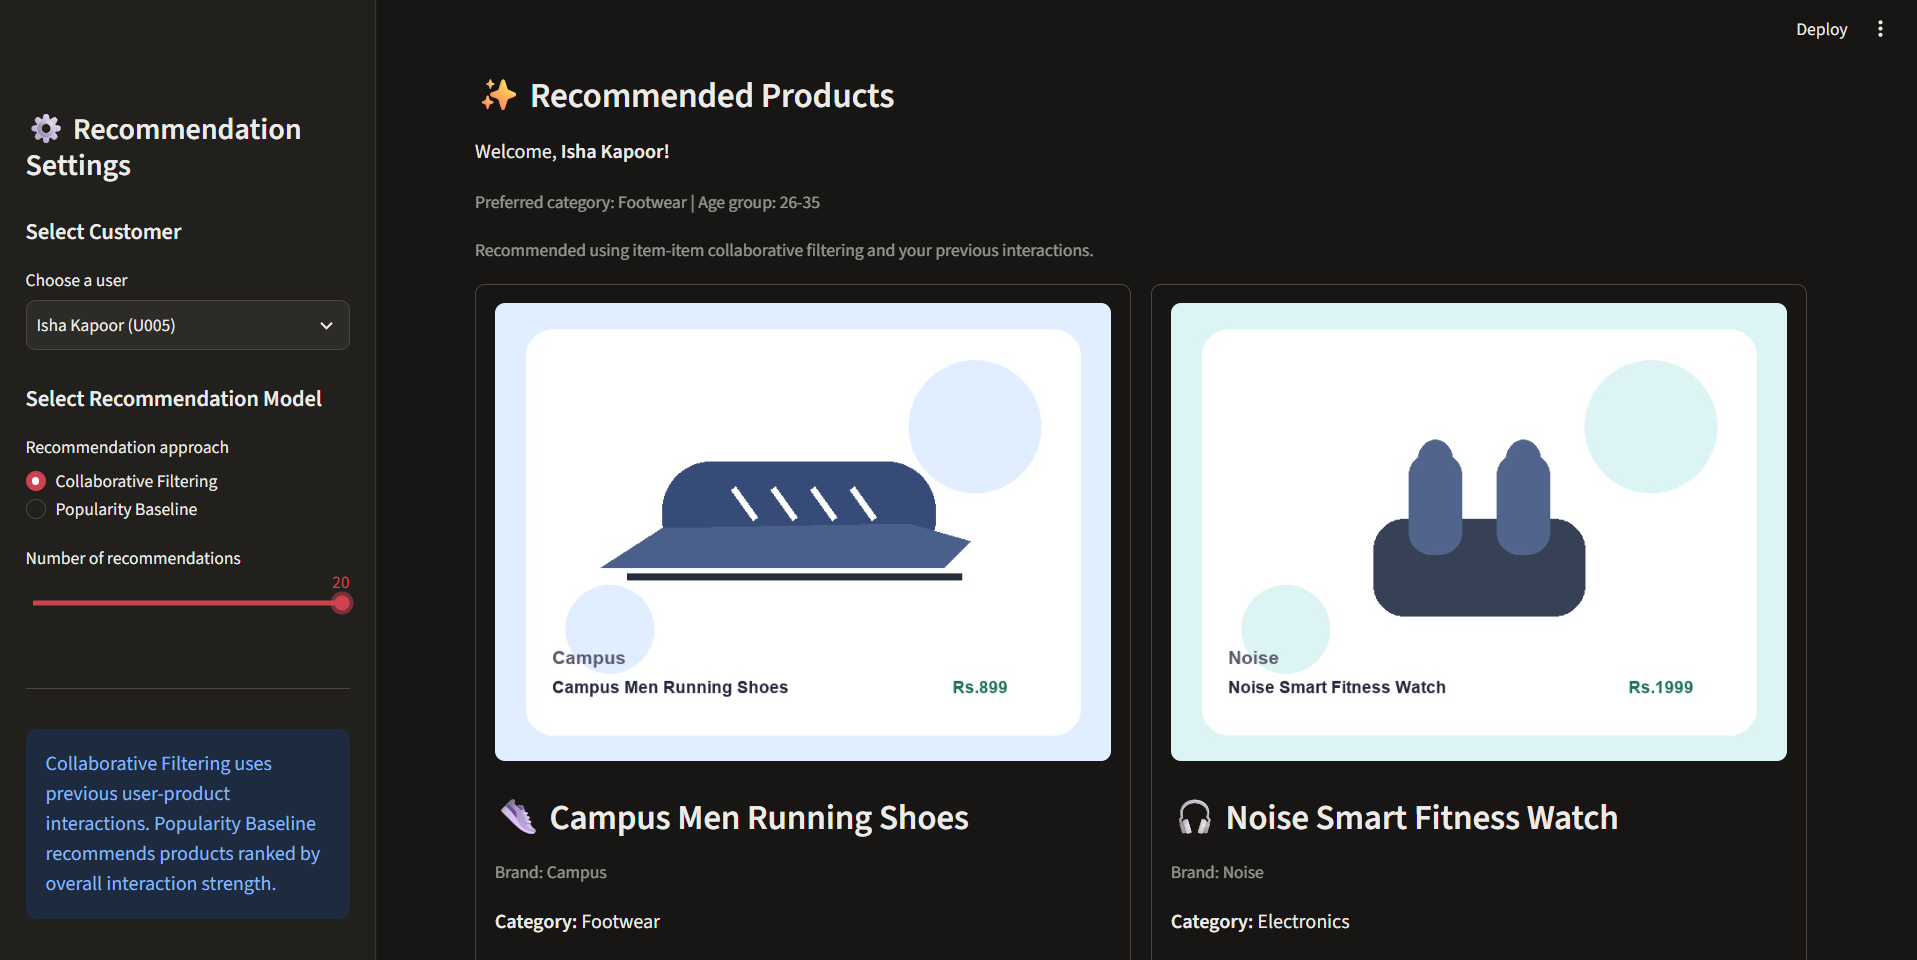 Deploy
Recommendation
Settings
Select Customer
Choose a user
Isha Kapoor (U005)
Select Recommendation Model
Recommendation approach
Collaborative Filtering
Popularity Baseline
Number of recommendations
20
Collaborative Filtering uses
previous user-product
interactions. Popularity Baseline
recommends products ranked by
overall interaction strength.
✨ Recommended Products
Welcome, Isha Kapoor!
Preferred category: Footwear | Age group: 26-35
Recommended using item-item collaborative filtering and your previous interactions.
Campus
Campus Men Running Shoes
Rs.899
Campus Men Running Shoes
Brand: Campus
Category: Footwear
Noise
Noise Smart Fitness Watch
Rs.1999
Noise Smart Fitness Watch
Brand: Noise
Category: Electronics